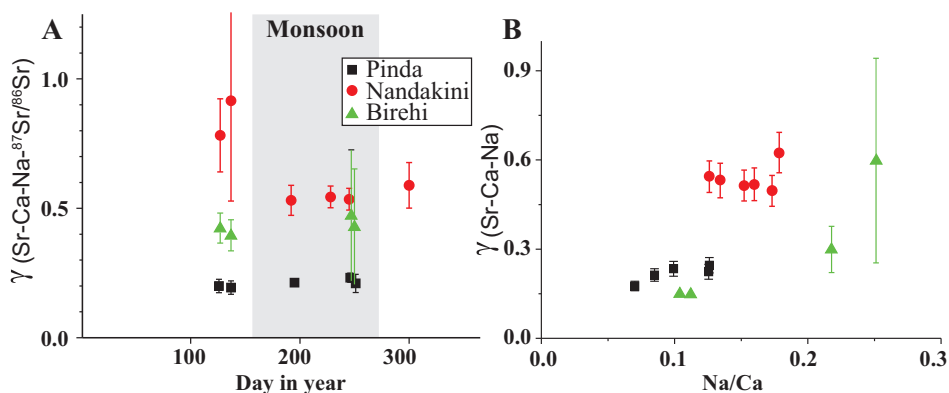 A
Monsoon
Pinda
Nandakini
Birehi
γ (Sr-Ca-Na-⁸⁷Sr/⁸⁶Sr)
1.0
0.5
0.0
100
200
300
Day in year
B
γ (Sr-Ca-Na)
0.9
0.6
0.3
0.0
0.0
0.1
0.2
0.3
Na/Ca